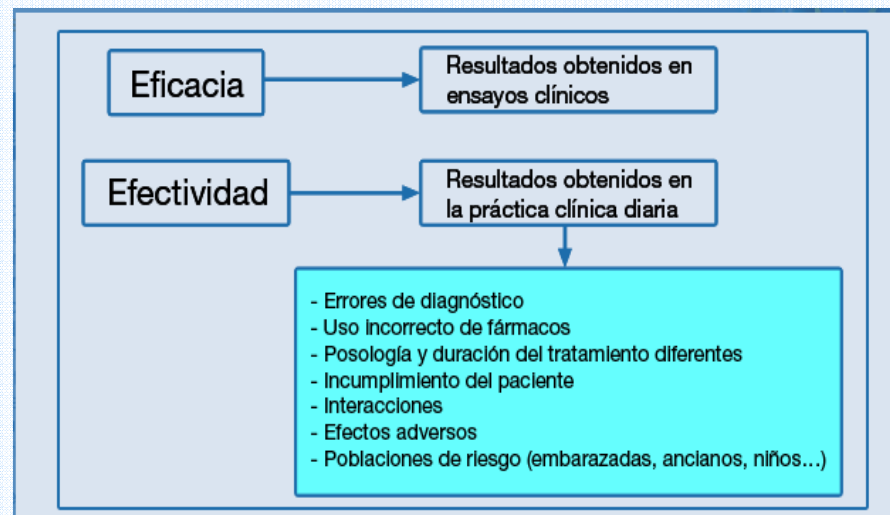 Eficacia
Resultados obtenidos en
ensayos clínicos
Efectividad
Resultados obtenidos en
la práctica clínica diaria
- Errores de diagnóstico
- Uso incorrecto de fármacos
- Posología y duración del tratamiento diferentes
- Incumplimiento del paciente
- Interacciones
- Efectos adversos
- Poblaciones de riesgo (embarazadas, ancianos, niños...)